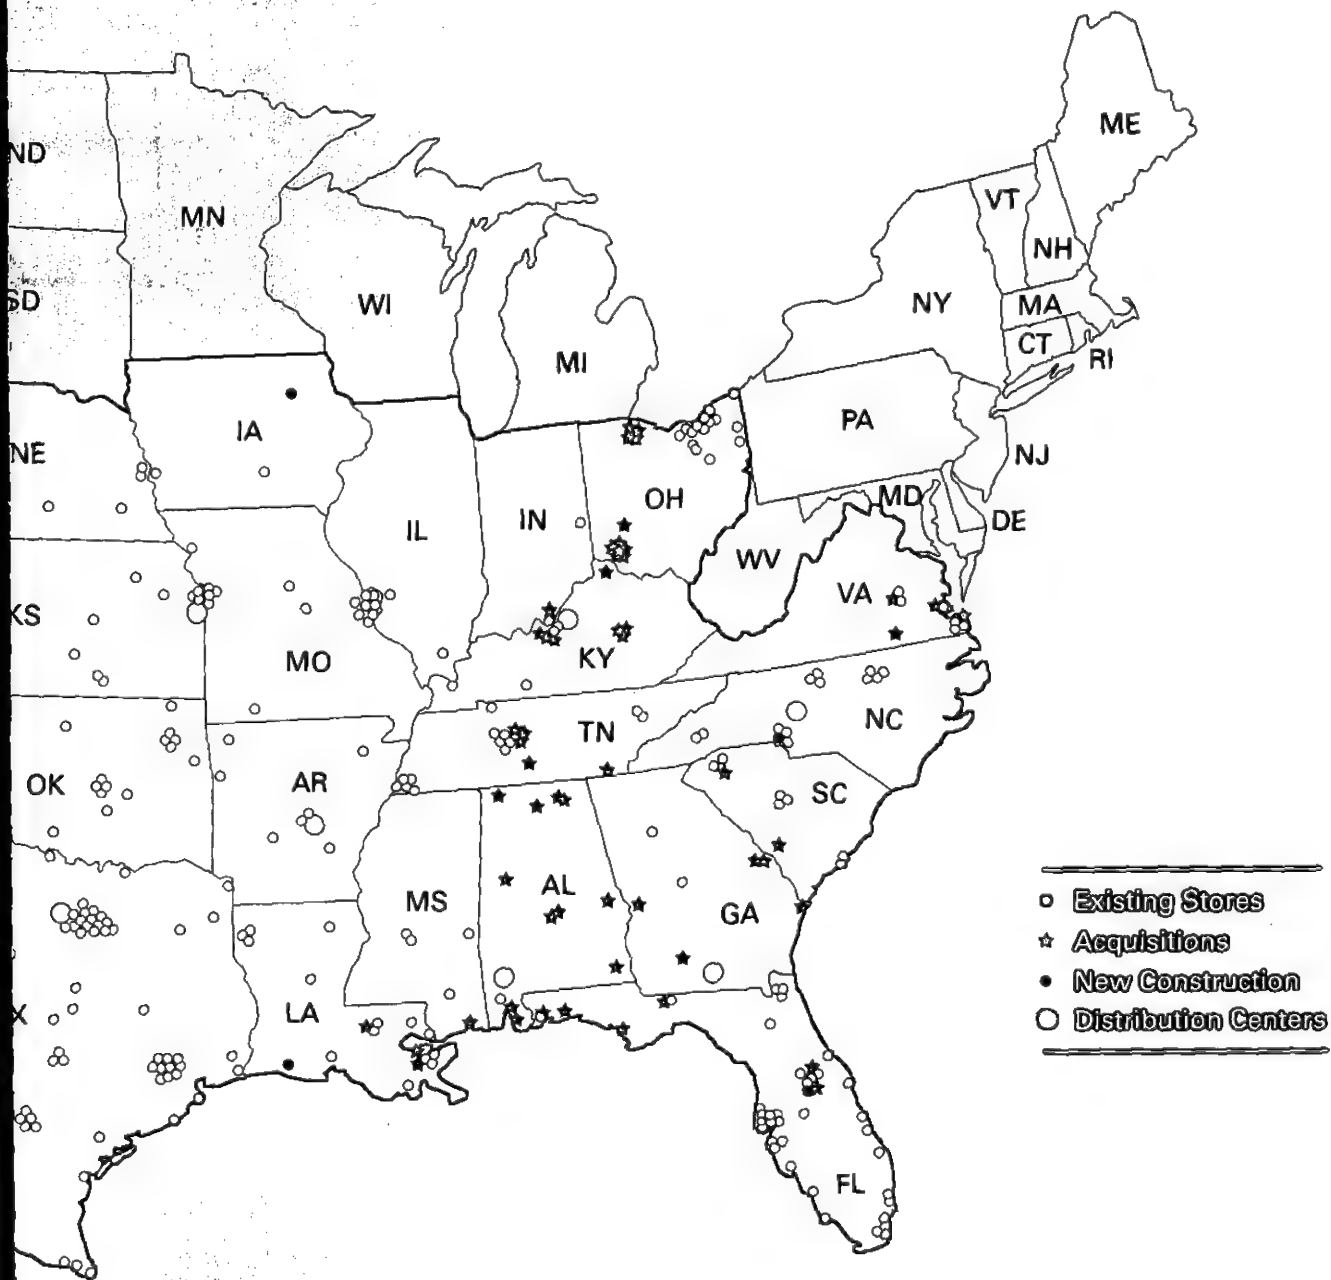 ME
ND
VT
MN
NH
SD
WI
NY
MA
CT
RI
MI
PA
IA
NE
NJ
OH
MD
IN
DE
IL
WV
VA
KS
KY
MO
NC
TN
OK
AR
SC
AL
MS
GA
Existing Stores
Acquisitions
New Construction
Distribution Centers
X
LA
FL